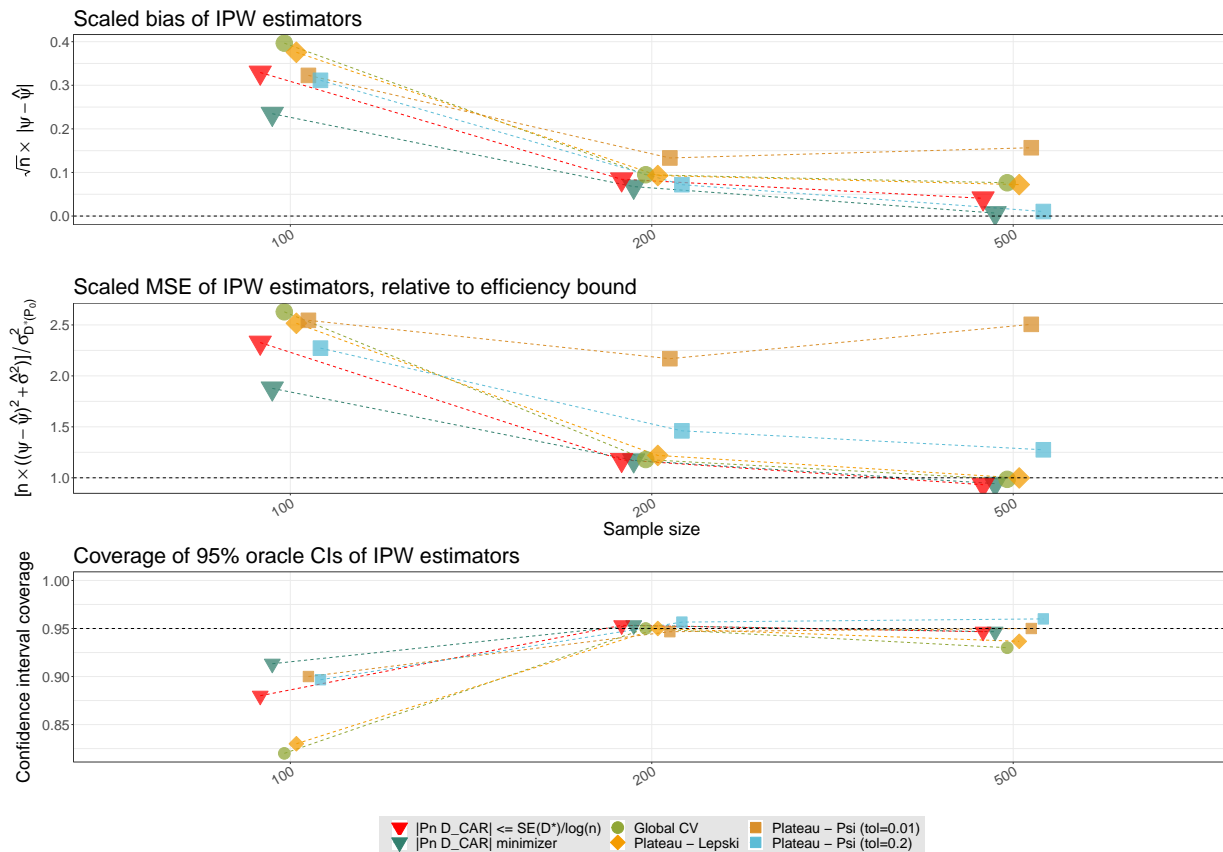 Scaled bias of IPW estimators
√n × |ψ − ψ̂|
0.4
0.3
0.2
0.1
0.0
100
200
500
Scaled MSE of IPW estimators, relative to efficiency bound
[n × ((ψ − ψ̂)² + σ̂²)] / σ²_D*(P₀)
2.5
2.0
1.5
1.0
100
200
500
Sample size
Coverage of 95% oracle CIs of IPW estimators
Confidence interval coverage
1.00
0.95
0.90
0.85
100
200
500
|Pn D_CAR| <= SE(D*)/log(n)
Global CV
Plateau − Psi (tol=0.01)
|Pn D_CAR| minimizer
Plateau − Lepski
Plateau − Psi (tol=0.2)